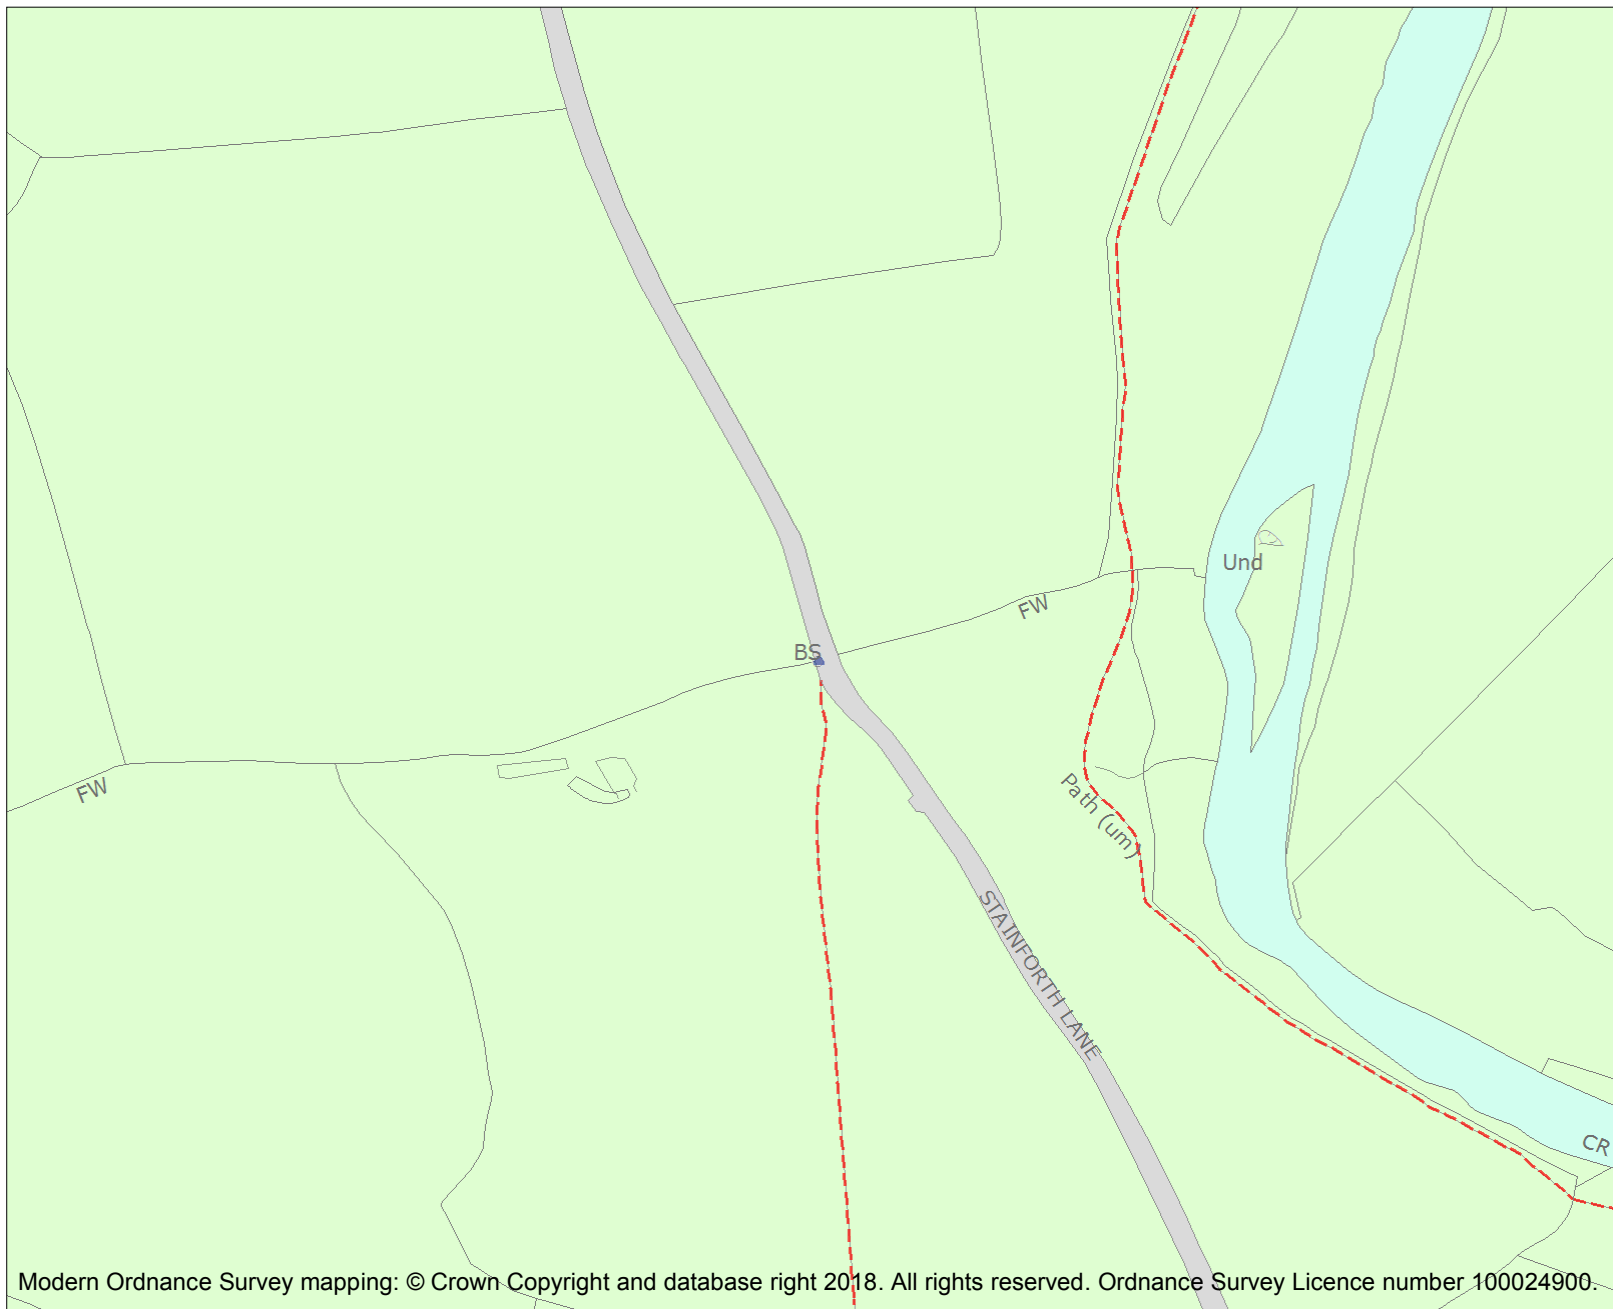 Und
FW
BS
Path (um)
FW
STAINFORTH LANE
CR
Modern Ordnance Survey mapping: © Crown Copyright and database right 2018. All rights reserved. Ordnance Survey Licence number 100024900.